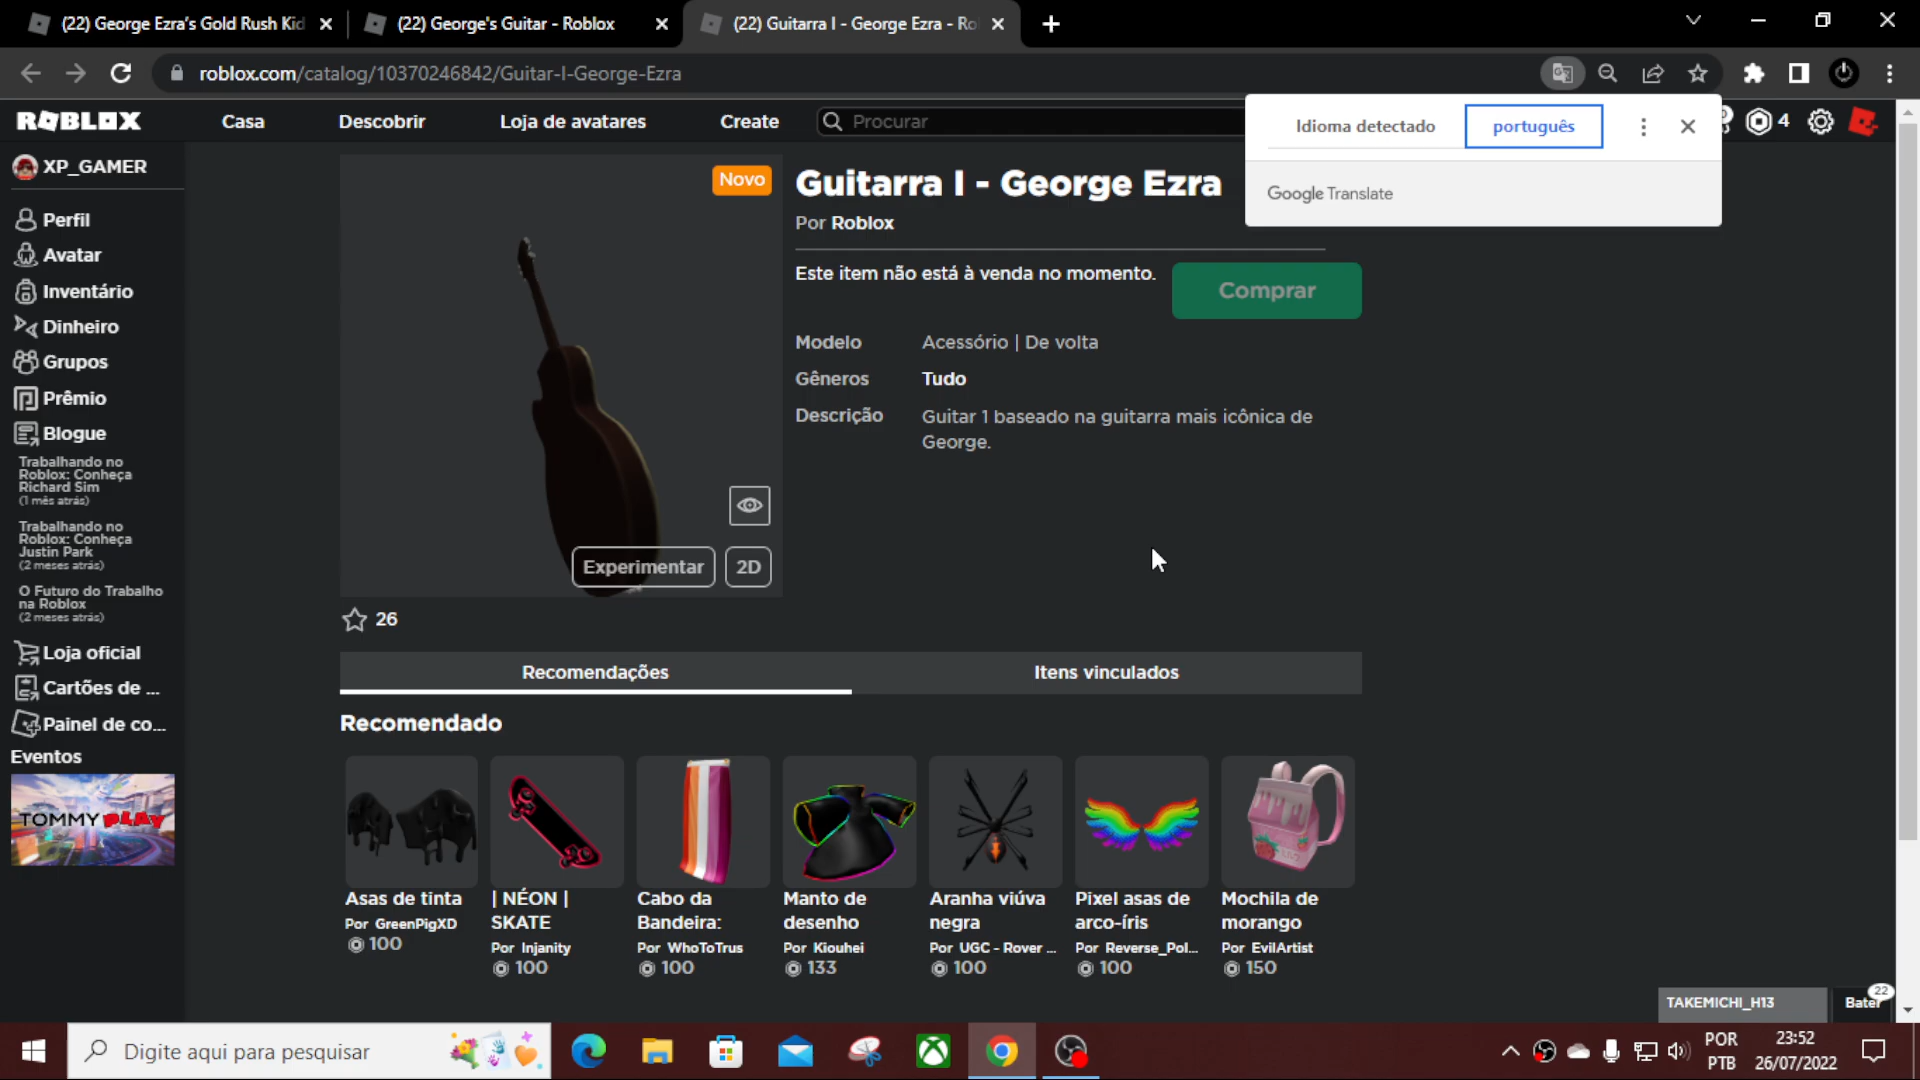 (22) George Ezra's Gold Rush Kid
(22) George's Guitar - Roblox
(22) Guitarra I - George Ezra - Ro
roblox.com/catalog/10370246842/Guitar-I-George-Ezra
ROBLOX
Casa
Descobrir
Loja de avatares
Create
Procurar
Idioma detectado
português
Google Translate
4
XP_GAMER
Perfil
Avatar
Inventário
Dinheiro
Grupos
Prêmio
Blogue
Trabalhando no
Roblox: Conheça
Richard Sim
(1 mês atrás)
Trabalhando no
Roblox: Conheça
Justin Park
(2 meses atrás)
O Futuro do Trabalho
na Roblox
(2 meses atrás)
Loja oficial
Cartões de ...
Painel de co...
Eventos
TOMMY PLAY
Novo
Experimentar
2D
26
Guitarra I - George Ezra
Por Roblox
Este item não está à venda no momento.
Comprar
Modelo Acessório | De volta
Gêneros Tudo
Descrição Guitar 1 baseado na guitarra mais icônica de
George.
Recomendações
Itens vinculados
Recomendado
Asas de tinta
Por GreenPigXD
100
| NÉON |
SKATE
Por Injanity
100
Cabo da
Bandeira:
Por WhoToTrus
100
Manto de
desenho
Por Kiouhei
133
Aranha viúva
negra
Por UGC - Rover ...
100
Pixel asas de
arco-íris
Por Reverse_Pol...
100
Mochila de
morango
Por EvilArtist
150
TAKEMICHI_H13
Bate
22
Digite aqui para pesquisar
POR
PTB
23:52
26/07/2022